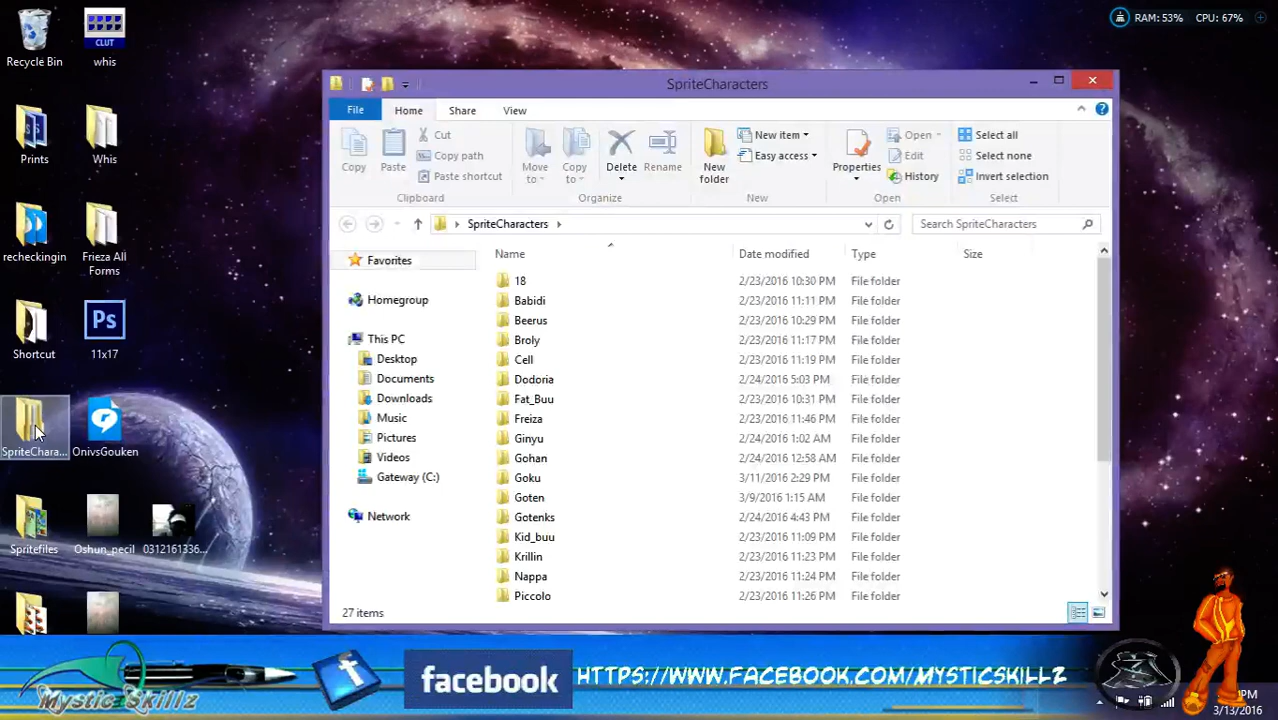 Recycle Bin
CLUT
whis
RAM: 53% CPU: 67%
Prints
Whis
recheckingin
Frieza All
Forms
Shortcut
Ps
11x17
SpriteChara...
OnivsGouken
Spritefiles
Oshun_pecil
0312161336...
SpriteCharacters
File Home Share View
Copy
Paste
Cut
Copy path
Paste shortcut
Clipboard
Move
to
Copy
to
Delete
Rename
Organize
New
folder
New item
Easy access
New
Properties
Open
Edit
History
Open
Select all
Select none
Invert selection
Select
SpriteCharacters
Search SpriteCharacters
Favorites
Homegroup
This PC
Desktop
Documents
Downloads
Music
Pictures
Videos
Gateway (C:)
Network
Name Date modified Type Size
18 2/23/2016 10:30 PM File folder
Babidi 2/23/2016 11:11 PM File folder
Beerus 2/23/2016 10:29 PM File folder
Broly 2/23/2016 11:17 PM File folder
Cell 2/23/2016 11:19 PM File folder
Dodoria 2/24/2016 5:03 PM File folder
Fat_Buu 2/23/2016 10:31 PM File folder
Freiza 2/23/2016 11:46 PM File folder
Ginyu 2/24/2016 1:02 AM File folder
Gohan 2/24/2016 12:58 AM File folder
Goku 3/11/2016 2:29 PM File folder
Goten 3/9/2016 1:15 AM File folder
Gotenks 2/24/2016 4:43 PM File folder
Kid_buu 2/23/2016 11:09 PM File folder
Krillin 2/23/2016 11:23 PM File folder
Nappa 2/23/2016 11:24 PM File folder
Piccolo 2/23/2016 11:26 PM File folder
27 items
MysticzSkillz
facebook
HTTPS://WWW.FACEBOOK.COM/MYSTICSKILLZ
PM
3/13/2016